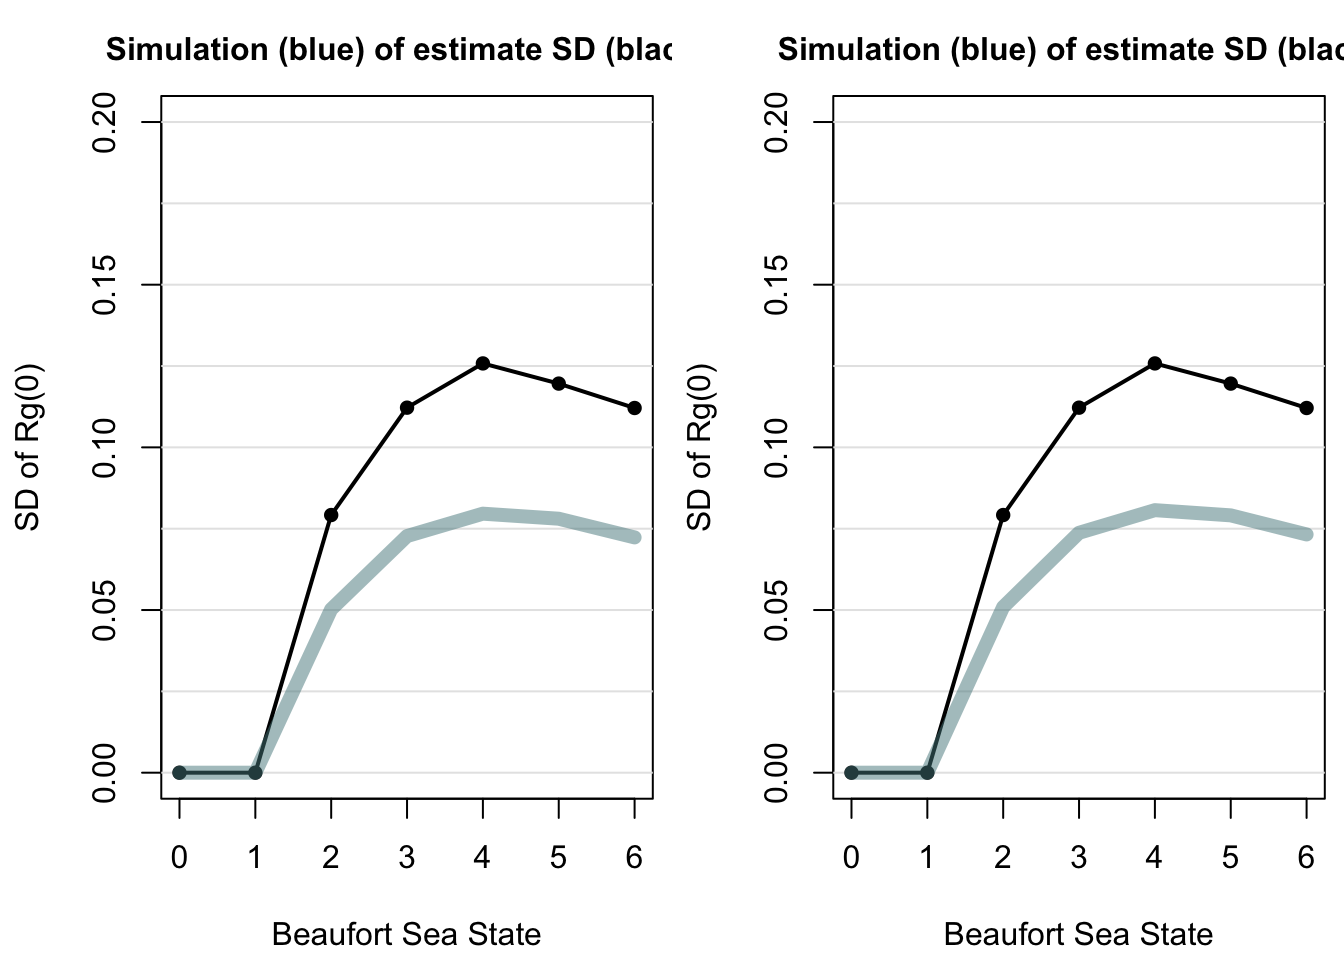 Simulation (blue) of estimate SD (blac
SD of Rg(0)
0.20
0.15
0.10
0.05
0.00
0 1 2 3 4 5 6
Beaufort Sea State
Simulation (blue) of estimate SD (blac
SD of Rg(0)
0.20
0.15
0.10
0.05
0.00
0 1 2 3 4 5 6
Beaufort Sea State